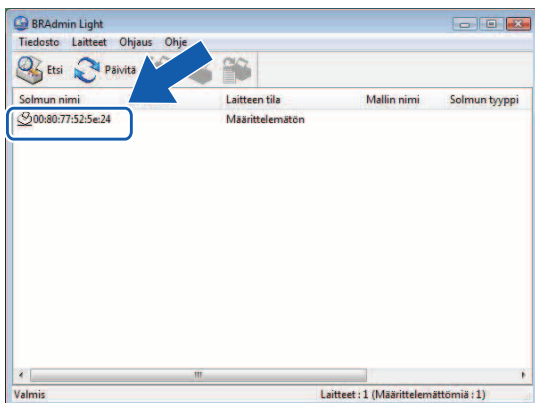 BRAdmin Light
Tiedosto Laitteet Ohjaus Ohje
Etsi Päivitä
Solmun nimi Laitteen tila Mallin nimi Solmun tyyppi
00:80:77:52:5e:24 Määrittelemätön
Valmis Laitteet : 1 (Määrittelemättömiä : 1)